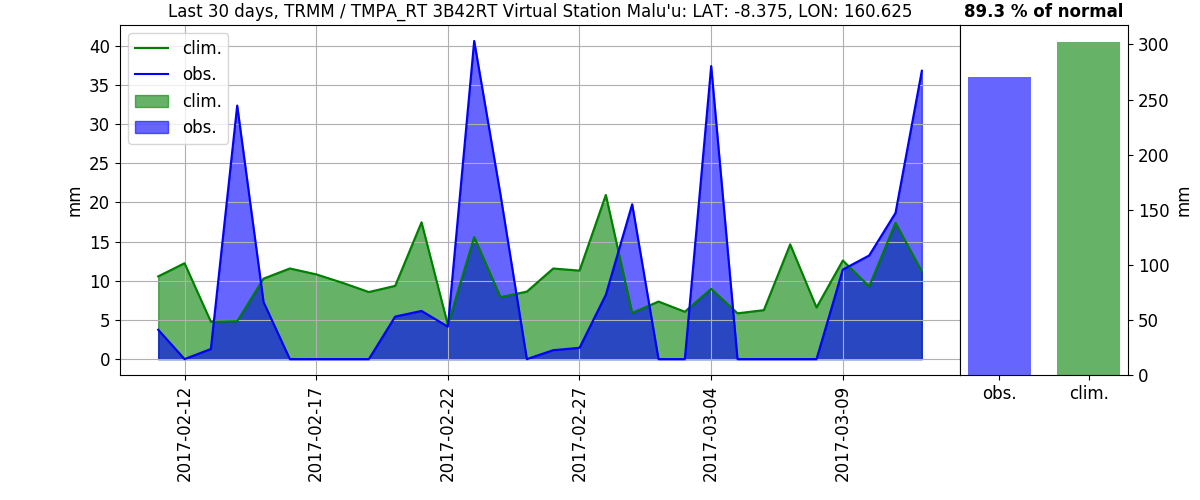 Last 30 days, TRMM / TMPA_RT 3B42RT Virtual Station Malu'u: LAT: -8.375, LON: 160.625
89.3 % of normal
clim.
obs.
clim.
obs.
40
35
30
25
20
15
10
5
0
mm
2017-02-12
2017-02-17
2017-02-22
2017-02-27
2017-03-04
2017-03-09
300
250
200
150
100
50
0
mm
obs.
clim.